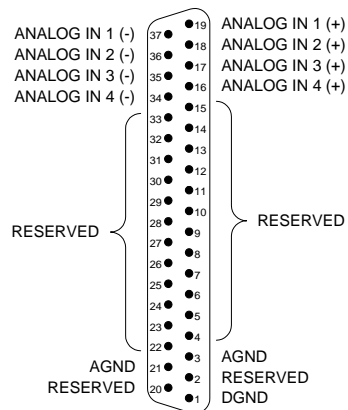 ANALOG IN 1 (-) 37 19 ANALOG IN 1 (+)
ANALOG IN 2 (-) 36 18 ANALOG IN 2 (+)
ANALOG IN 3 (-) 35 17 ANALOG IN 3 (+)
ANALOG IN 4 (-) 34 16 ANALOG IN 4 (+)
33 15
32 14
31 13
30 12
29 11
28 10
RESERVED 27 9 RESERVED
26 8
25 7
24 6
23 5
22 4
AGND 21 3 AGND
RESERVED 20 2 RESERVED
1 DGND